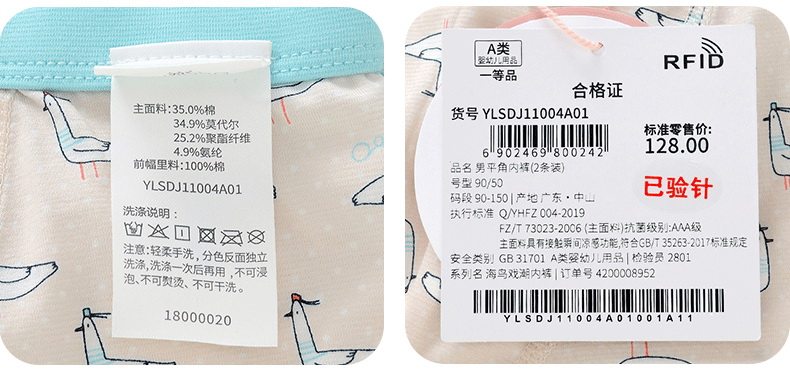 主面料:35.0%棉
34.9%莫代尔
25.2%聚酯纤维
4.9%氨纶
前幅里料:100%棉
YLSDJ11004A01
洗涤说明:
注意:轻柔手洗,分色反面独立
洗涤,洗涤一次后再用,不可浸
泡、不可熨烫、不可干洗。
18000020
A类
婴幼儿用品
一等品
RFID
合格证
货号 YLSDJ11004A01
6 902469 800242
标准零售价:
128.00
已验针
品名 男平角内裤(2条装)
号型 90/50
码段 90-150 | 产地 广东·中山
执行标准 Q/YHFZ 004-2019
FZ/T 73023-2006 (主面料)抗菌级别:AAA级
主面料具有接触瞬间凉感功能,符合GB/T 35263-2017标准规定
安全类别 GB 31701 A类婴幼儿用品 | 检验员 2801
系列名 海鸟戏潮内裤 | 订单号 4200008952
YLSDJ11004A01001A11